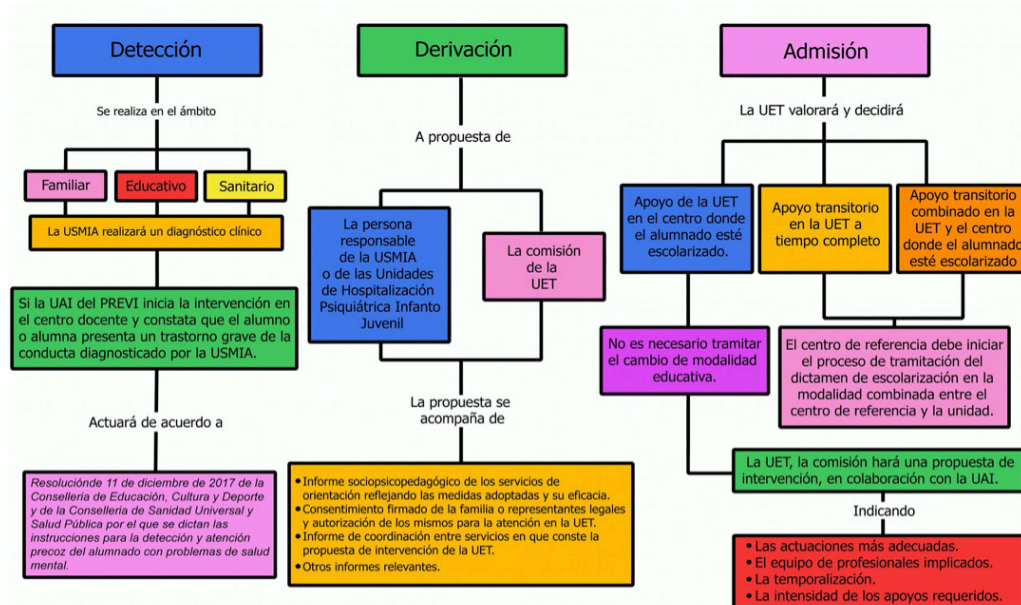 Detección
Se realiza en el ámbito
Familiar
Educativo
Sanitario
La USMIA realizará un diagnóstico clínico
Si la UAI del PREVI inicia la intervención en
el centro docente y constata que el alumno
o alumna presenta un trastorno grave de la
conducta diagnosticado por la USMIA.
Actuará de acuerdo a
Resoluciónde 11 de diciembre de 2017 de
la Conselleria de Educación, Cultura y Deporte
y de la Conselleria de Sanidad Universal y
Salud Pública por el que se dictan las
instrucciones para la detección y atención
precoz del alumnado con problemas de salud
mental.
Derivación
A propuesta de
La persona
responsable
de la USMIA
o de las Unidades
de Hospitalización
Psiquiátrica Infanto
Juvenil
La comisión
de la
UET
La propuesta se
acompaña de
• Informe sociopsicopedagógico de los servicios de
orientación reflejando las medidas adoptadas y su eficacia.
• Consentimiento firmado de la familia o representantes legales
y autorización de los mismos para la atención en la UET.
• Informe de coordinación entre servicios en que conste la
propuesta de intervención de la UET.
• Otros informes relevantes.
Admisión
La UET valorará y decidirá
Apoyo de la UET
en el centro donde
el alumnado esté
escolarizado.
Apoyo transitorio
en la UET a
tiempo completo
Apoyo transitorio
combinado en la
UET y el centro
donde el alumnado
esté escolarizado
No es necesario tramitar
el cambio de modalidad
educativa.
El centro de referencia debe iniciar
el proceso de tramitación del
dictamen de escolarización en la
modalidad combinada entre el
centro de referencia y la unidad.
La UET, la comisión hará una propuesta de
intervención, en colaboración con la UAI.
Indicando
• Las actuaciones más adecuadas.
• El equipo de profesionales implicados.
• La temporalización.
• La intensidad de los apoyos requeridos.